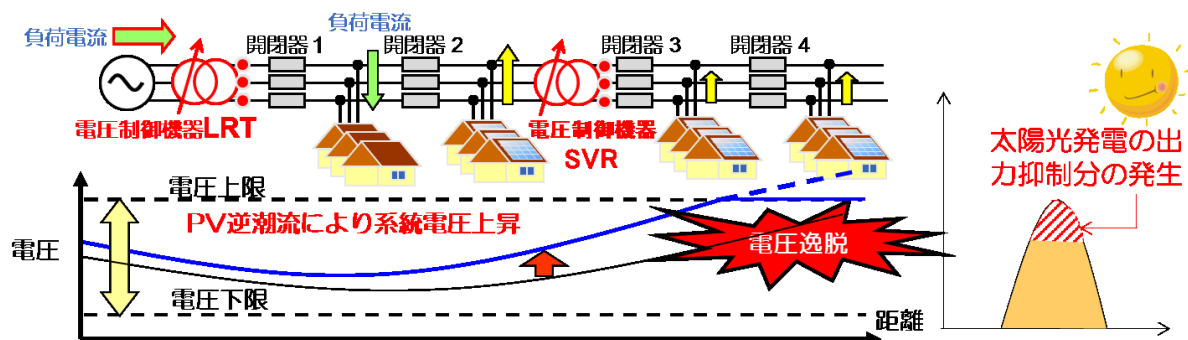 負荷電流
負荷電流
開閉器1
開閉器2
開閉器3
開閉器4
電圧制御機器LRT
電圧制御機器
SVR
太陽光発電の出
力抑制分の発生
電圧上限
PV逆潮流により系統電圧上昇
電圧
電圧逸脱
電圧下限
距離